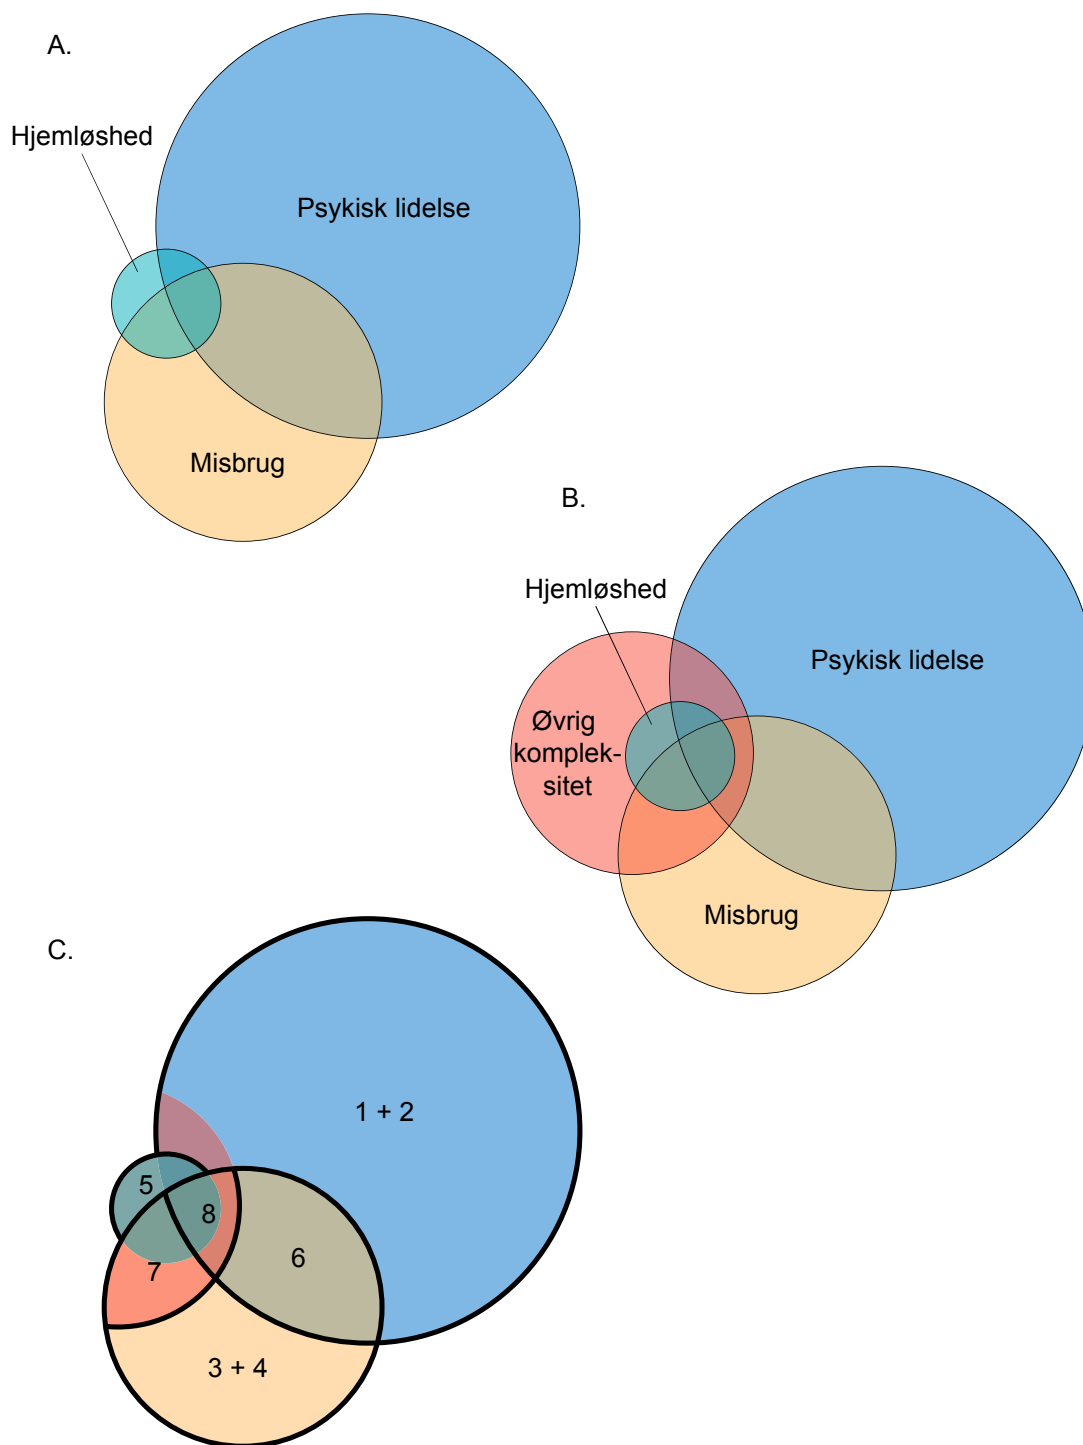 A.
Hjemløshed
Psykisk lidelse
Misbrug
B.
Hjemløshed
Psykisk lidelse
Øvrig
komplek-
sitet
Misbrug
C.
1 + 2
5
8
7
6
3 + 4